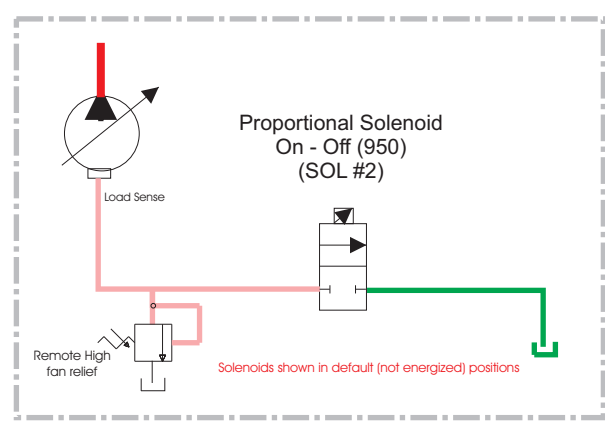 Proportional Solenoid
On - Off (950)
(SOL #2)
Load Sense
Remote High
fan relief
Solenoids shown in default (not energized) positions